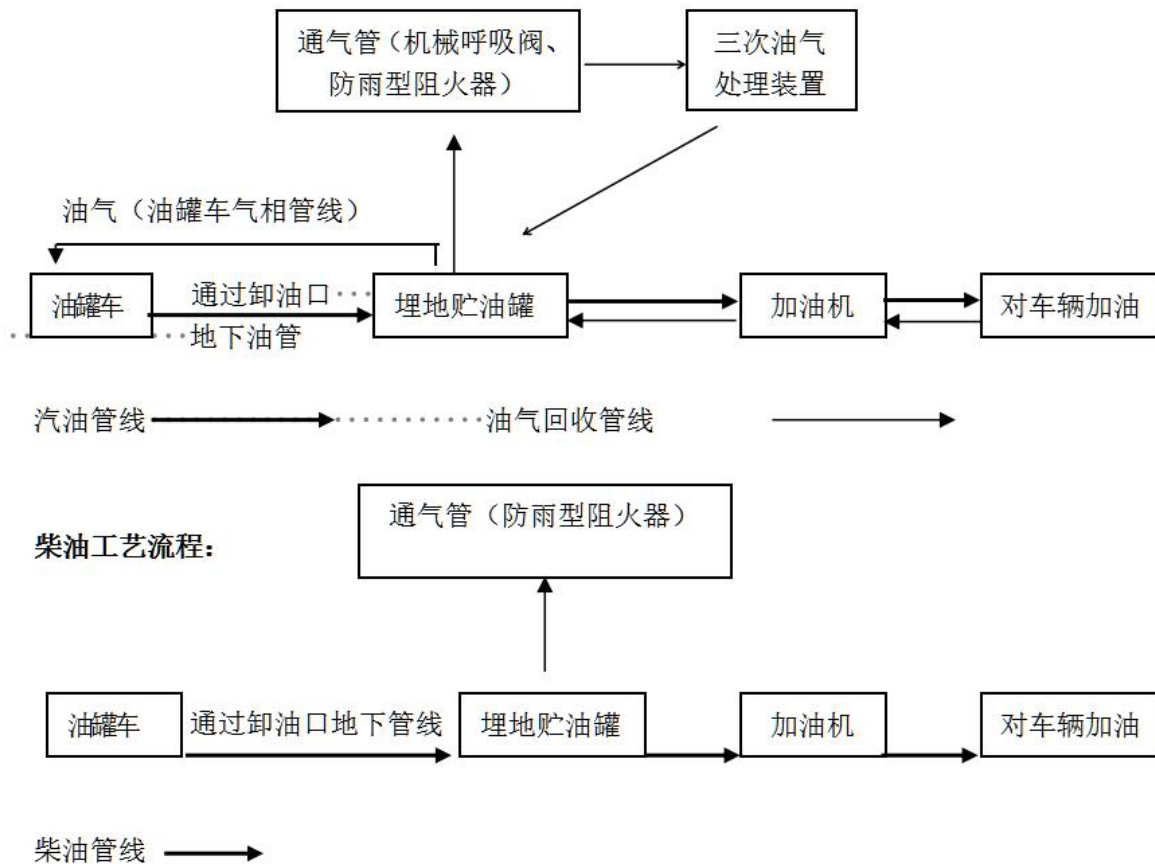 通气管（机械呼吸阀、
防雨型阻火器）
三次油气
处理装置
油气（油罐车气相管线）
油罐车
通过卸油口
地下油管
埋地贮油罐
加油机
对车辆加油
汽油管线
油气回收管线
通气管（防雨型阻火器）
柴油工艺流程：
油罐车
通过卸油口地下管线
埋地贮油罐
加油机
对车辆加油
柴油管线